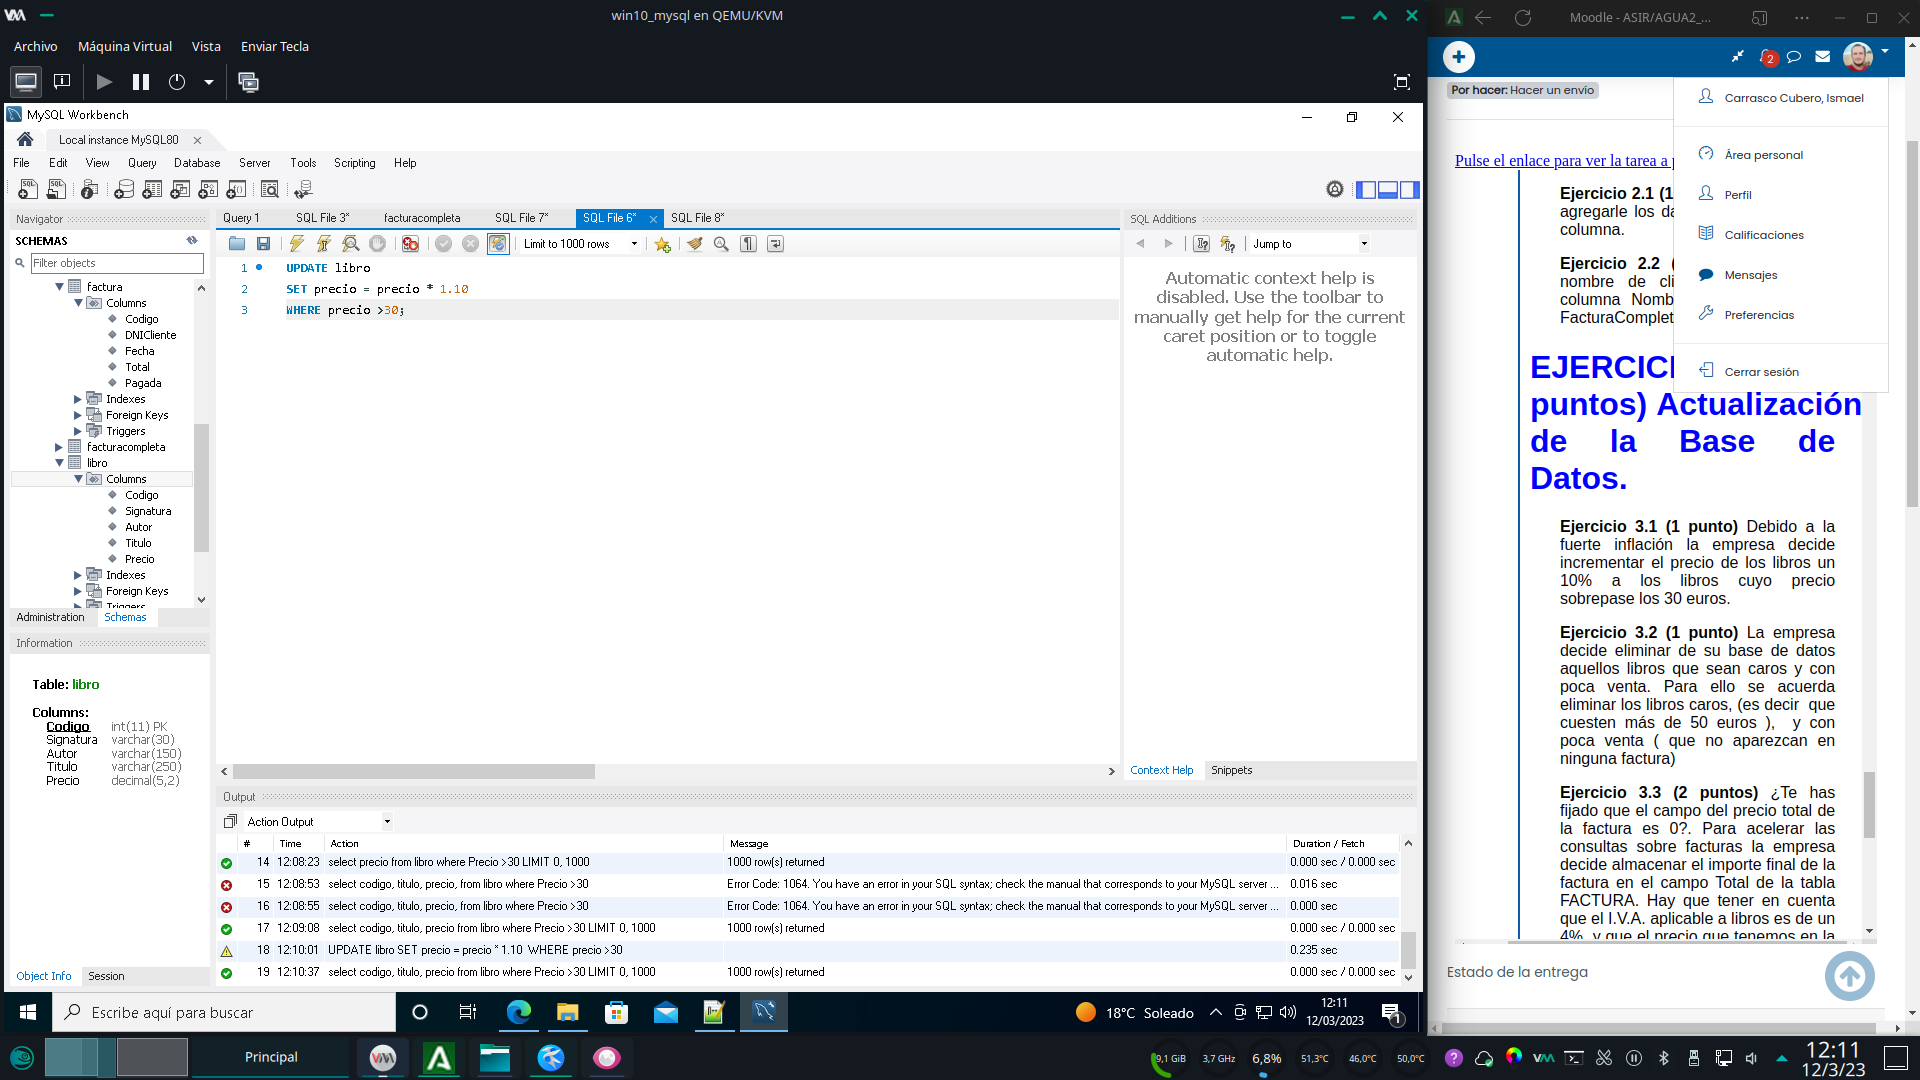 win10_mysql en QEMU/KVM
Archivo Máquina Virtual Vista Enviar Tecla
MySQL Workbench
Local instance MySQL80
File Edit View Query Database Server Tools Scripting Help
Navigator
SCHEMAS
Filter objects
factura
Columns
Codigo
DNICliente
Fecha
Total
Pagada
Indexes
Foreign Keys
Triggers
facturacompleta
libro
Columns
Codigo
Signatura
Autor
Titulo
Precio
Indexes
Foreign Keys
Triggers
Administration Schemas
Information
Table: libro
Columns:
Codigo int(11) PK
Signatura varchar(30)
Autor varchar(150)
Titulo varchar(250)
Precio decimal(5,2)
Object Info Session
Query 1 SQL File 3* facturacompleta SQL File 7* SQL File 6* SQL File 8*
Limit to 1000 rows
1 UPDATE libro
2 SET precio = precio * 1.10
3 WHERE precio >30;
SQL Additions
Jump to
Automatic context help is
disabled. Use the toolbar to
manually get help for the current
caret position or to toggle
automatic help.
Context Help Snippets
Output
Action Output
# Time Action Message Duration / Fetch
14 12:08:23 select precio from libro where Precio >30 LIMIT 0, 1000 1000 row(s) returned 0.000 sec / 0.000 sec
15 12:08:53 select codigo, titulo, precio, from libro where Precio >30 Error Code: 1064. You have an error in your SQL syntax; check the manual that corresponds to your MySQL server ... 0.016 sec
16 12:08:55 select codigo, titulo, precio, from libro where Precio >30 Error Code: 1064. You have an error in your SQL syntax; check the manual that corresponds to your MySQL server ... 0.000 sec
17 12:09:08 select codigo, titulo, precio from libro where Precio >30 LIMIT 0, 1000 1000 row(s) returned 0.000 sec / 0.000 sec
18 12:10:01 UPDATE libro SET precio = precio * 1.10 WHERE precio >30 0.235 sec
19 12:10:37 select codigo, titulo, precio from libro where Precio >30 LIMIT 0, 1000 1000 row(s) returned 0.000 sec / 0.000 sec
Escribe aquí para buscar
18°C Soleado
12:11
12/03/2023
1
Moodle - ASIR/AGUA2_...
2
Por hacer: Hacer un envío
Carrasco Cubero, Ismael
Área personal
Perfil
Calificaciones
Mensajes
Preferencias
Cerrar sesión
Pulse el enlace para ver la tarea a
Ejercicio 2.1 (1
agregarle los
columna.
Ejercicio 2.2 (
nombre de cli
columna Nomb
FacturaComplet
EJERCICI
puntos) Actualización
de la Base de
Datos.
Ejercicio 3.1 (1 punto) Debido a la
fuerte inflación la empresa decide
incrementar el precio de los libros un
10% a los libros cuyo precio
sobrepase los 30 euros.
Ejercicio 3.2 (1 punto) La empresa
decide eliminar de su base de datos
aquellos libros que sean caros y con
poca venta. Para ello se acuerda
eliminar los libros caros, (es decir que
cuesten más de 50 euros ), y con
poca venta ( que no aparezcan en
ninguna factura)
Ejercicio 3.3 (2 puntos) ¿Te has
fijado que el campo del precio total de
la factura es 0?. Para acelerar las
consultas sobre facturas la empresa
decide almacenar el importe final de la
factura en el campo Total de la tabla
FACTURA. Hay que tener en cuenta
que el I.V.A. aplicable a libros es de un
4%, y que el precio que tenemos en la
Estado de la entrega
Principal
9,1 GiB 3,7 GHz 6,8% 51,3°C 46,0°C 50,0°C
12:11
12/3/23